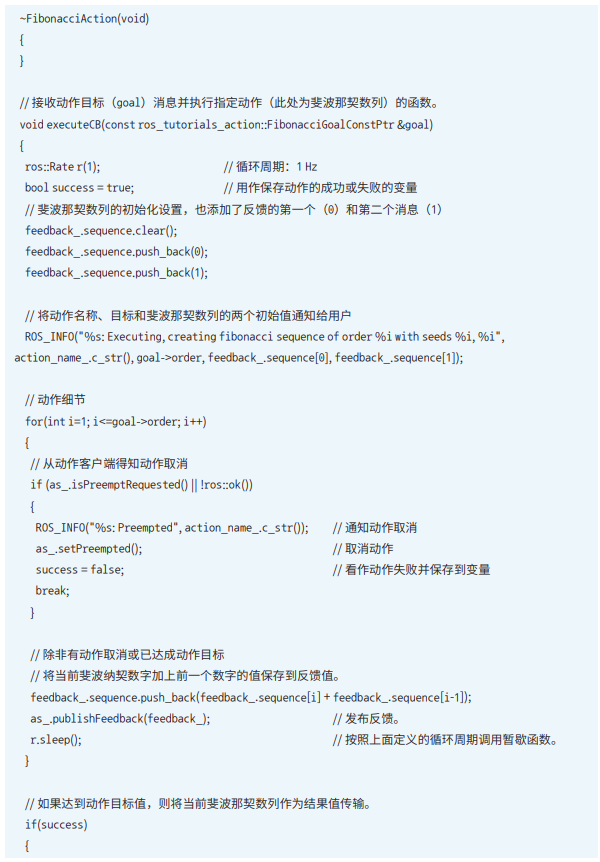 ~FibonacciAction(void)
{
}
// 接收动作目标（goal）消息并执行指定动作（此处为斐波那契数列）的函数。
void executeCB(const ros_tutorials_action::FibonacciGoalConstPtr &goal)
{
ros::Rate r(1); // 循环周期：1 Hz
bool success = true; // 用作保存动作的成功或失败的变量
// 斐波那契数列的初始化设置，也添加了反馈的第一个（0）和第二个消息（1）
feedback_.sequence.clear();
feedback_.sequence.push_back(0);
feedback_.sequence.push_back(1);
// 将动作名称、目标和斐波那契数列的两个初始值通知给用户
ROS_INFO("%s: Executing, creating fibonacci sequence of order %i with seeds %i, %i",
action_name_.c_str(), goal->order, feedback_.sequence[0], feedback_.sequence[1]);
// 动作细节
for(int i=1; i<=goal->order; i++)
{
// 从动作客户端得知动作取消
if (as_.isPreemptRequested() || !ros::ok())
{
ROS_INFO("%s: Preempted", action_name_.c_str()); // 通知动作取消
as_.setPreempted(); // 取消动作
success = false; // 看作动作失败并保存到变量
break;
}
// 除非有动作取消或已达成动作目标
// 将当前斐波纳契数字加上前一个数字的值保存到反馈值。
feedback_.sequence.push_back(feedback_.sequence[i] + feedback_.sequence[i-1]);
as_.publishFeedback(feedback_); // 发布反馈。
r.sleep(); // 按照上面定义的循环周期调用暂歇函数。
}
// 如果达到动作目标值，则将当前斐波那契数列作为结果值传输。
if(success)
{